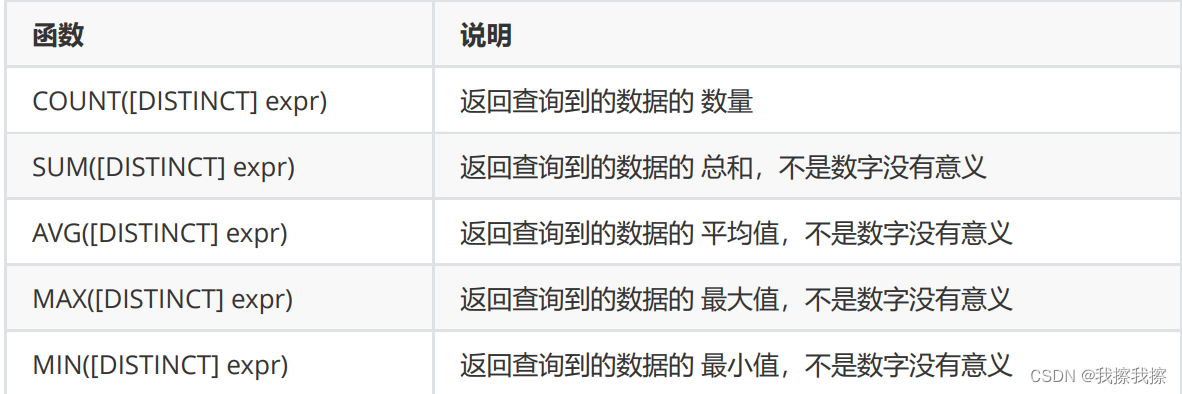 函数 说明
COUNT([DISTINCT] expr) 返回查询到的数据的 数量
SUM([DISTINCT] expr) 返回查询到的数据的 总和，不是数字没有意义
AVG([DISTINCT] expr) 返回查询到的数据的 平均值，不是数字没有意义
MAX([DISTINCT] expr) 返回查询到的数据的 最大值，不是数字没有意义
MIN([DISTINCT] expr) 返回查询到的数据的 最小值，不是数字没有意义
CSDN @我擦我擦